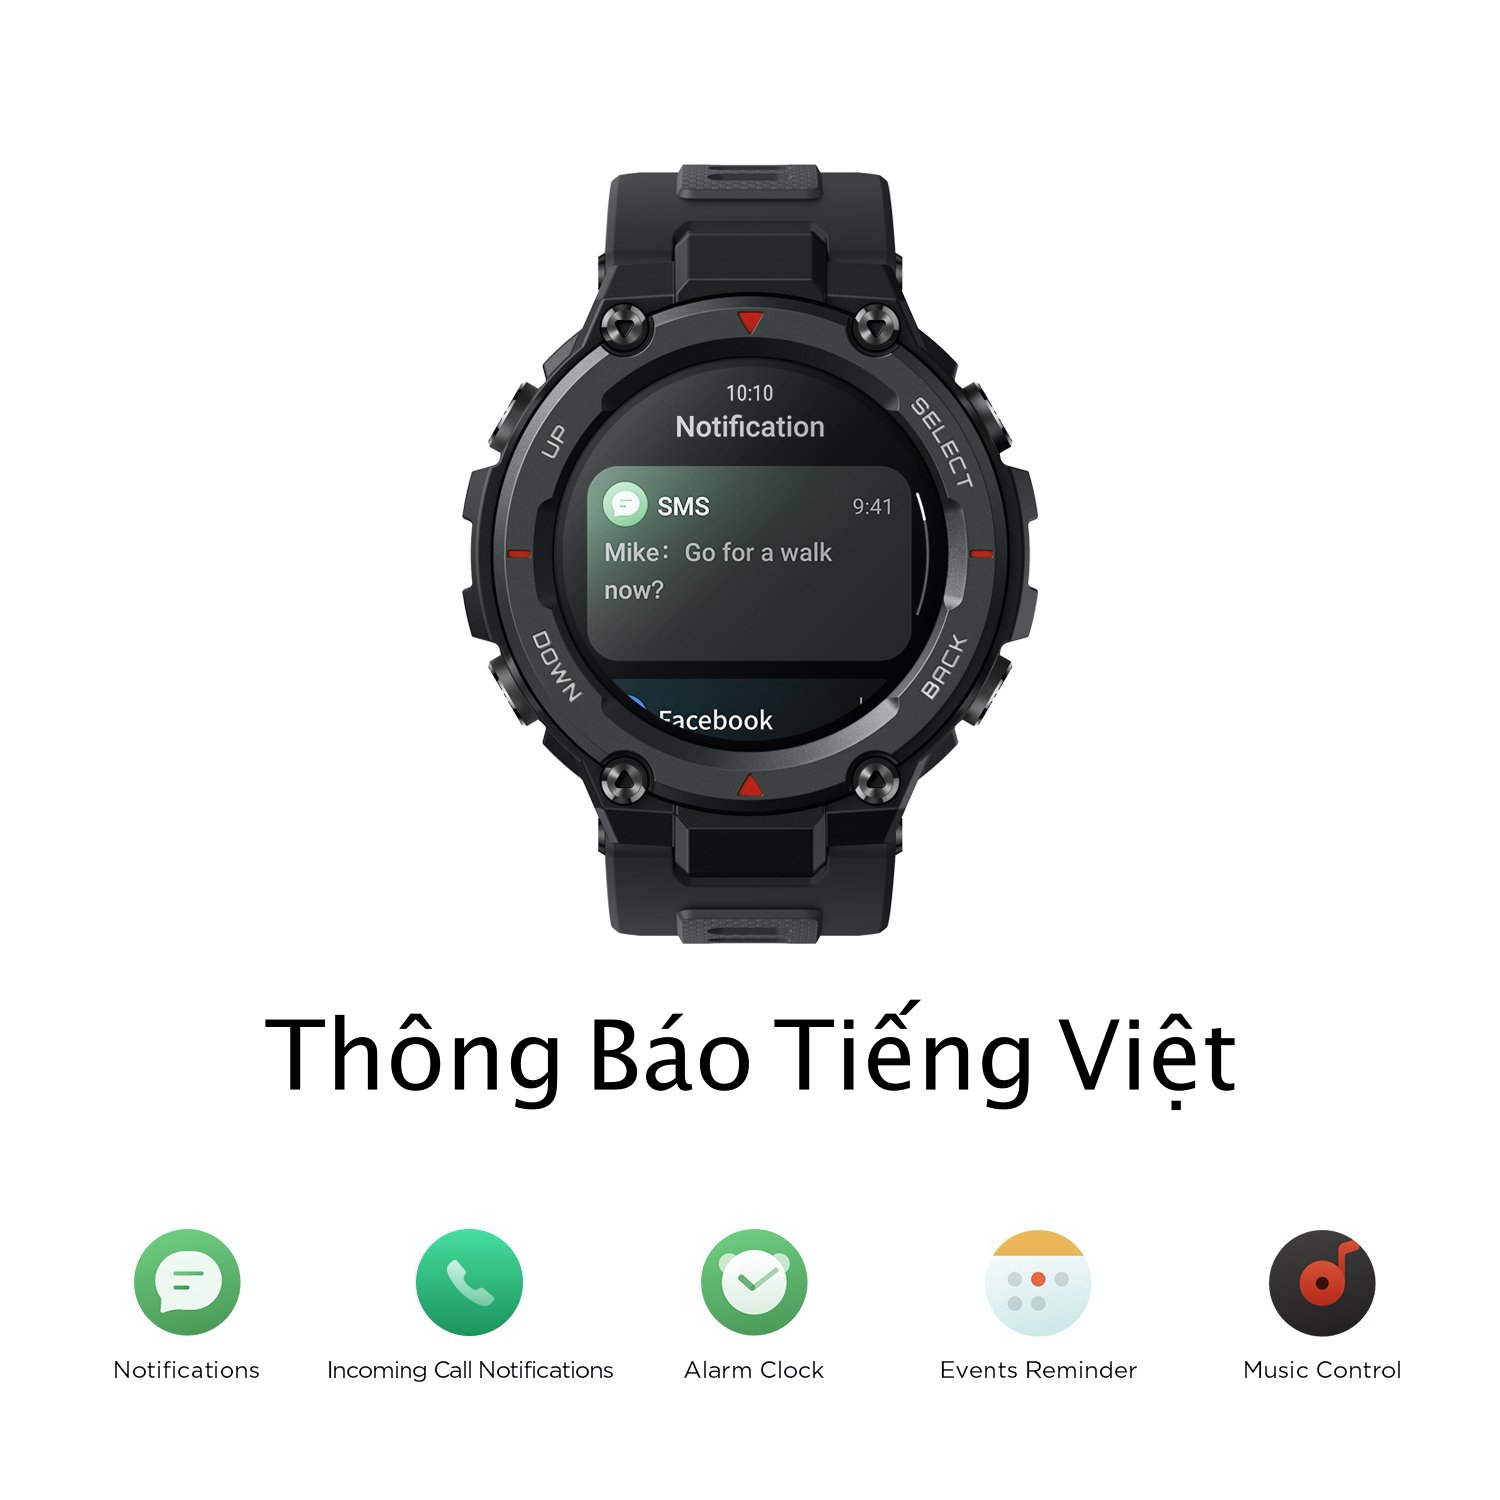 10:10
Notification
UP
SELECT
SMS 9:41
Mike: Go for a walk
now?
DOWN
BACK
Facebook
Thông Báo Tiếng Việt
Notifications
Incoming Call Notifications
Alarm Clock
Events Reminder
Music Control